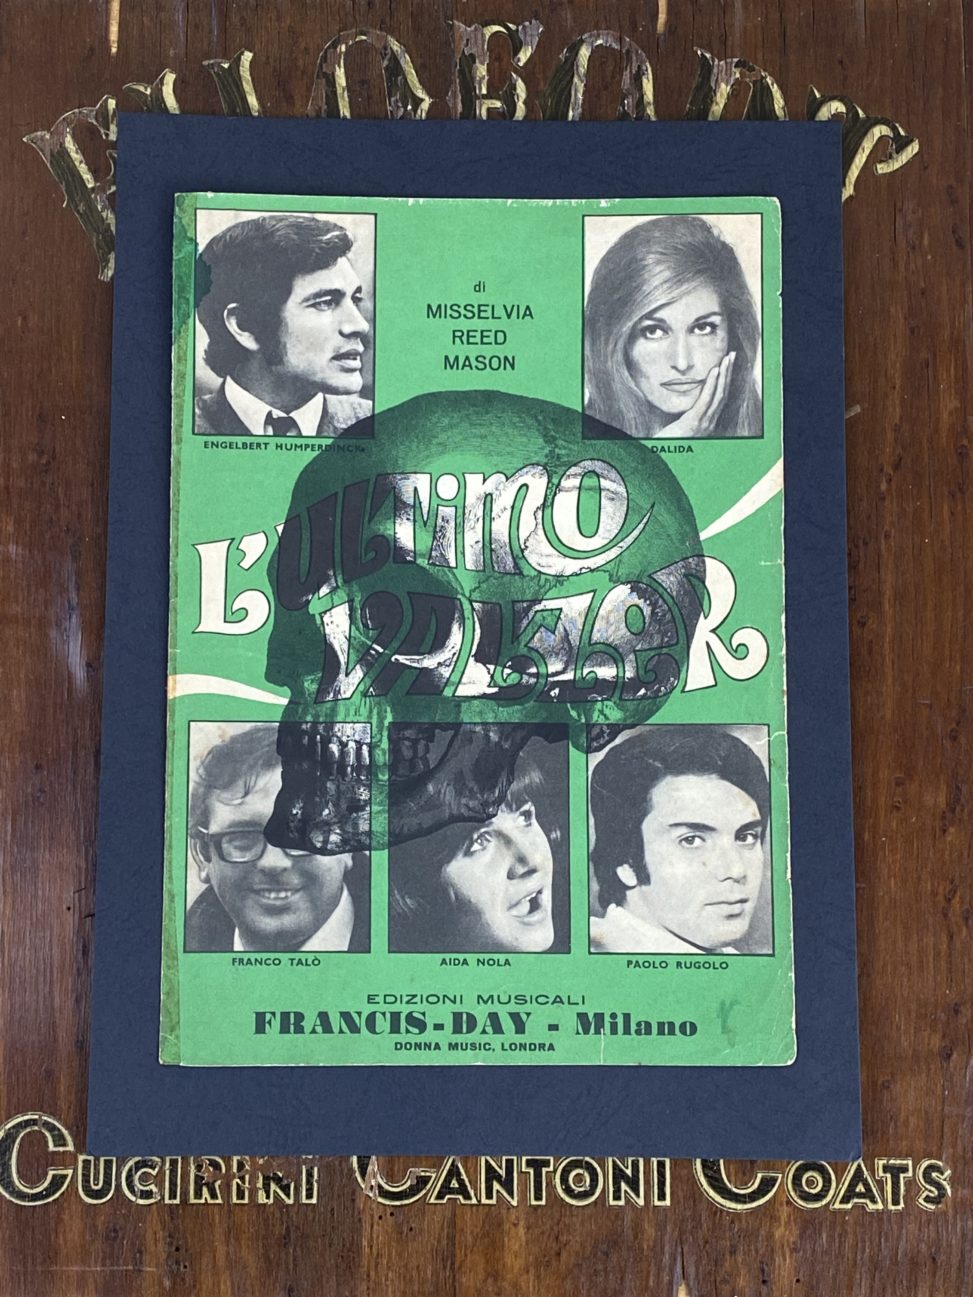 di
MISSELVIA
REED
MASON
ENGELBERT HUMPERDINCK
DALIDA
L'ULTIMO
VALZER
FRANCO TALÒ
AIDA NOLA
PAOLO RUGOLO
EDIZIONI MUSICALI
FRANCIS-DAY - Milano
DONNA MUSIC, LONDRA
CUCIRINI CANTONI COATS